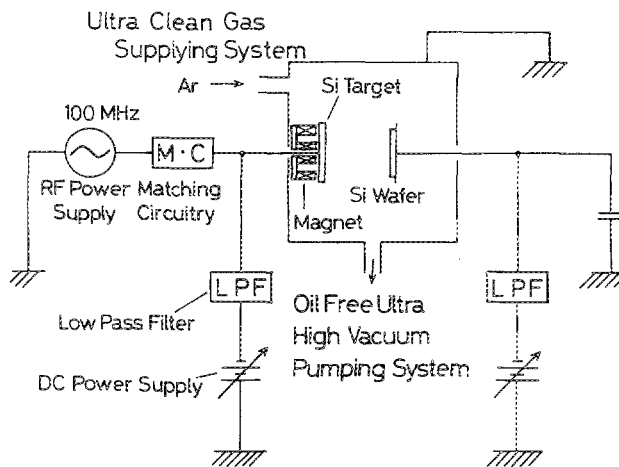 Ultra Clean Gas
Supplying System
Ar
Si Target
100 MHz
M·C
RF Power
Supply
Matching
Circuitry
Si Wafer
Magnet
LPF
Low Pass Filter
DC Power Supply
Oil Free Ultra
High Vacuum
Pumping System
LPF